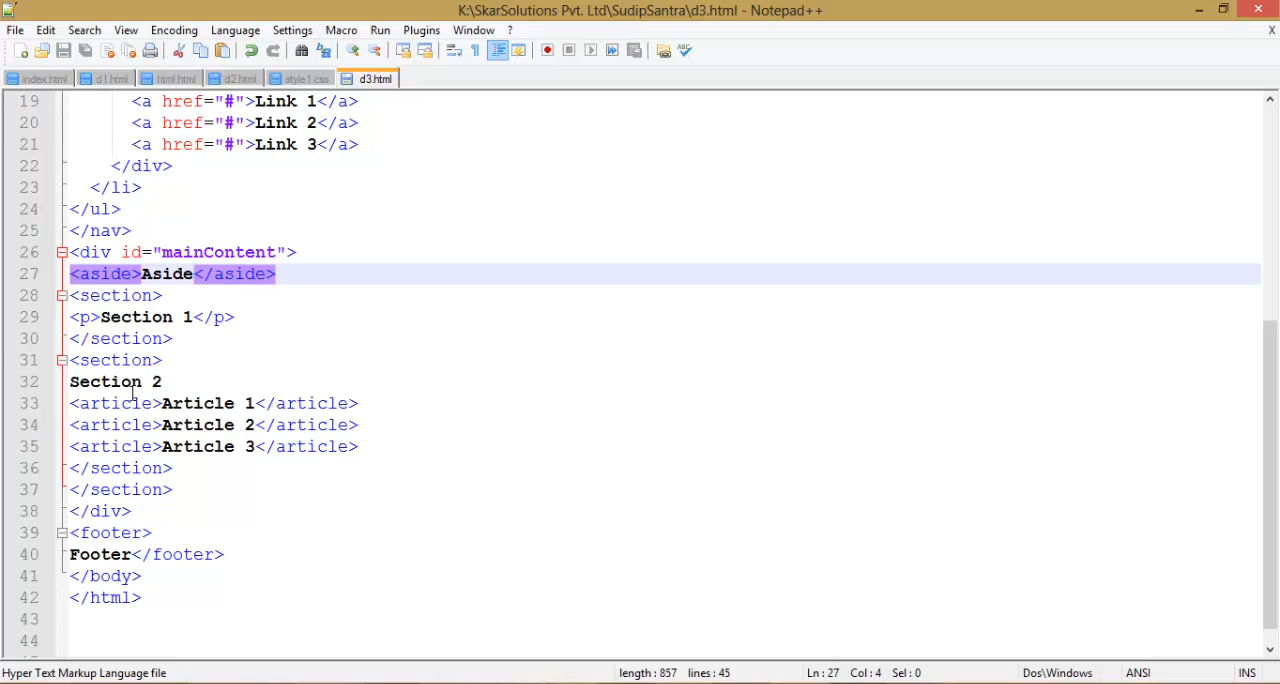 K:\SkarSolutions Pvt. Ltd\SudipSantra\d3.html - Notepad++
File Edit Search View Encoding Language Settings Macro Run Plugins Window ? X
index.html d1.html html.html d2.html style1.css d3.html
19 <a href="#">Link 1</a>
20 <a href="#">Link 2</a>
21 <a href="#">Link 3</a>
22 </div>
23 </li>
24 </ul>
25 </nav>
26 <div id="mainContent">
27 <aside>Aside</aside>
28 <section>
29 <p>Section 1</p>
30 </section>
31 <section>
32 Section 2
33 <article>Article 1</article>
34 <article>Article 2</article>
35 <article>Article 3</article>
36 </section>
37 </section>
38 </div>
39 <footer>
40 Footer</footer>
41 </body>
42 </html>
43
44
Hyper Text Markup Language file length : 857 lines : 45 Ln : 27 Col : 4 Sel : 0 Dos\Windows ANSI INS